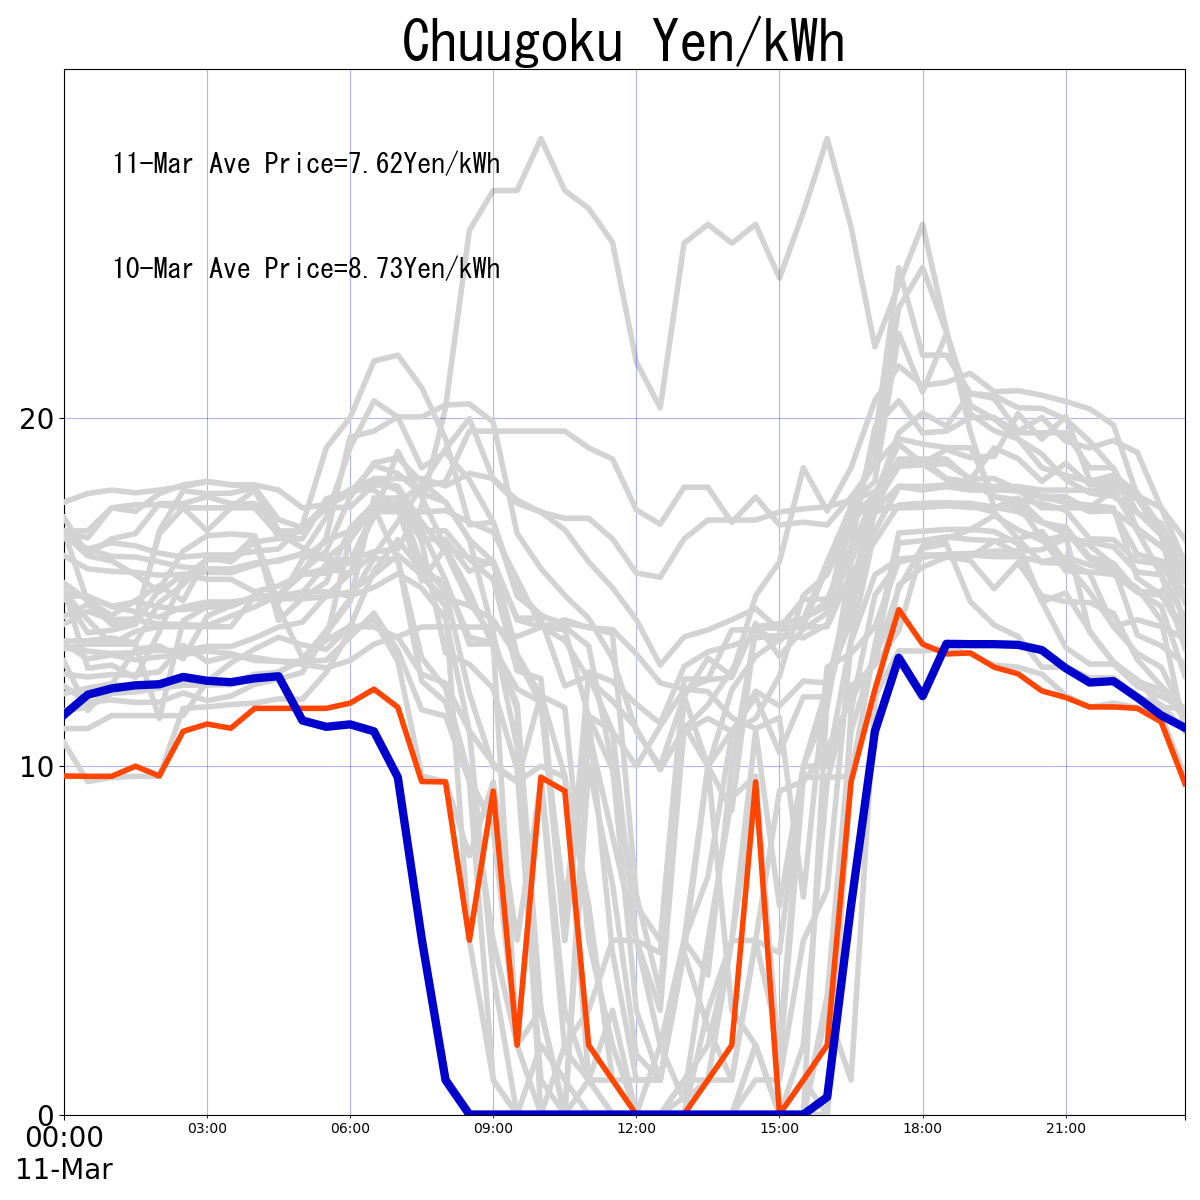 Chuugoku Yen/kWh
11-Mar Ave Price=7.62Yen/kWh
10-Mar Ave Price=8.73Yen/kWh
20
10
0
00:00 03:00 06:00 09:00 12:00 15:00 18:00 21:00
11-Mar